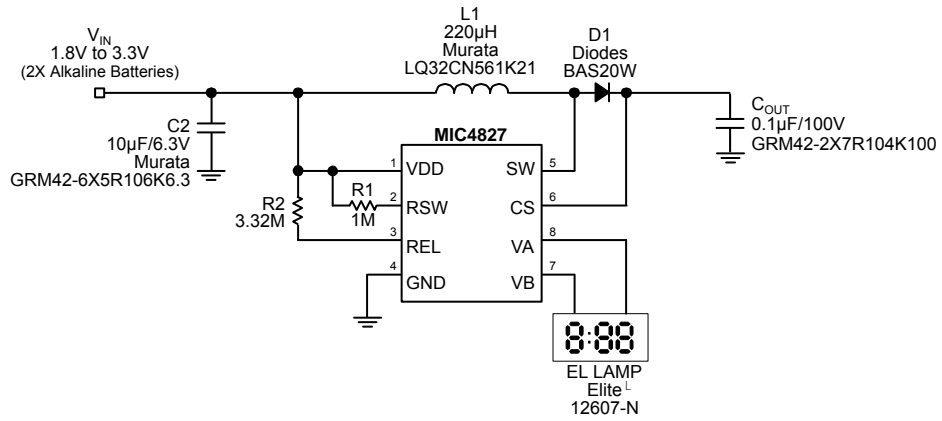 L1
220µH
Murata
LQ32CN561K21
D1
Diodes
BAS20W
VIN
1.8V to 3.3V
(2X Alkaline Batteries)
C2
10µF/6.3V
Murata
GRM42-6X5R106K6.3
COUT
0.1µF/100V
GRM42-2X7R104K100
MIC4827
1
VDD
SW
5
R1
1M
2
RSW
CS
6
R2
3.32M
3
REL
VA
8
4
GND
VB
7
8:88
EL LAMP
Elite L
12607-N